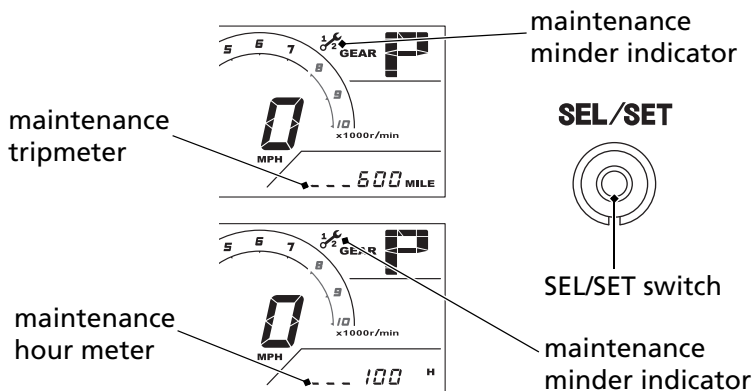 maintenance
minder indicator
1
2
GEAR P
5 6 7
8
9
10
x1000r/min
0
MPH
maintenance
tripmeter
_ _ _ 600 MILE
SEL/SET
SEL/SET switch
1
2
GEAR P
5 6 7
8
9
10
x1000r/min
0
MPH
maintenance
hour meter
_ _ _ 100 H
maintenance
minder indicator